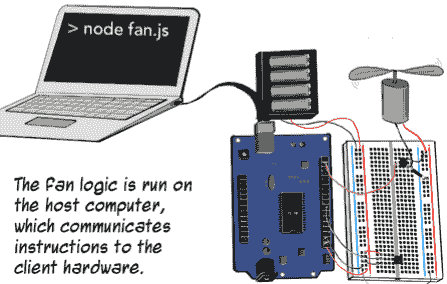 > node fan.js
The fan logic is run on
the host computer,
which communicates
instructions to the
client hardware.